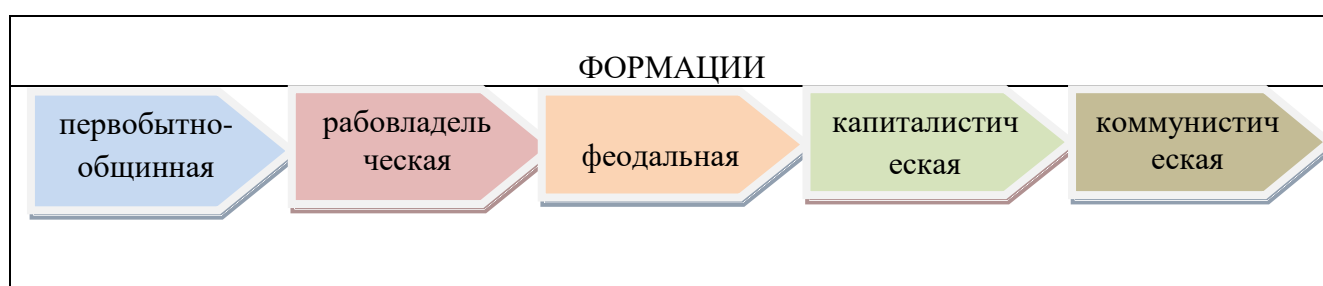 ФОРМАЦИИ
первобытно-
общинная
рабовладель
ческая
феодальная
капиталистич
еская
коммунистич
еская